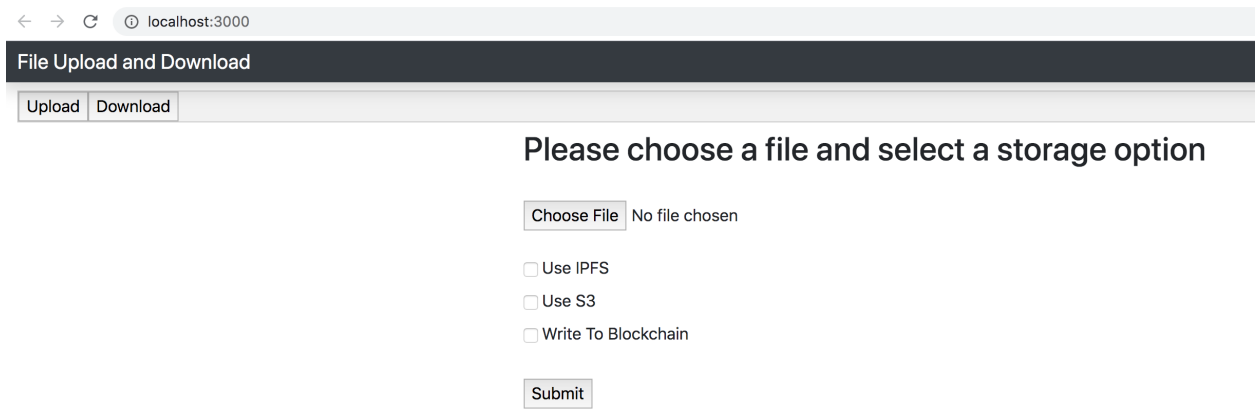 localhost:3000
File Upload and Download
Upload Download
Please choose a file and select a storage option
Choose File No file chosen
Use IPFS
Use S3
Write To Blockchain
Submit